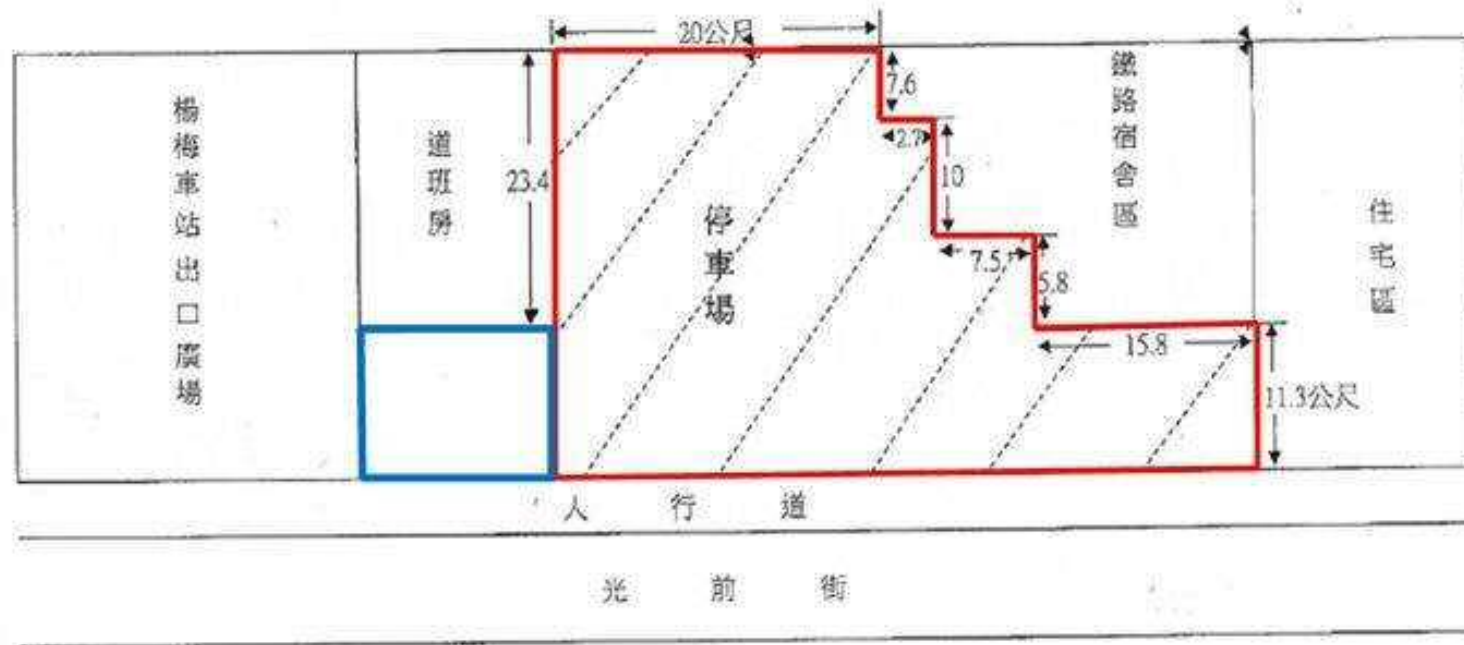 20公尺
楊梅車站出口廣場
道班房
23.4
停車場
7.6
2.7
10
7.5
5.8
15.8
鐵路宿舍區
11.3公尺
住宅區
人行道
光前街